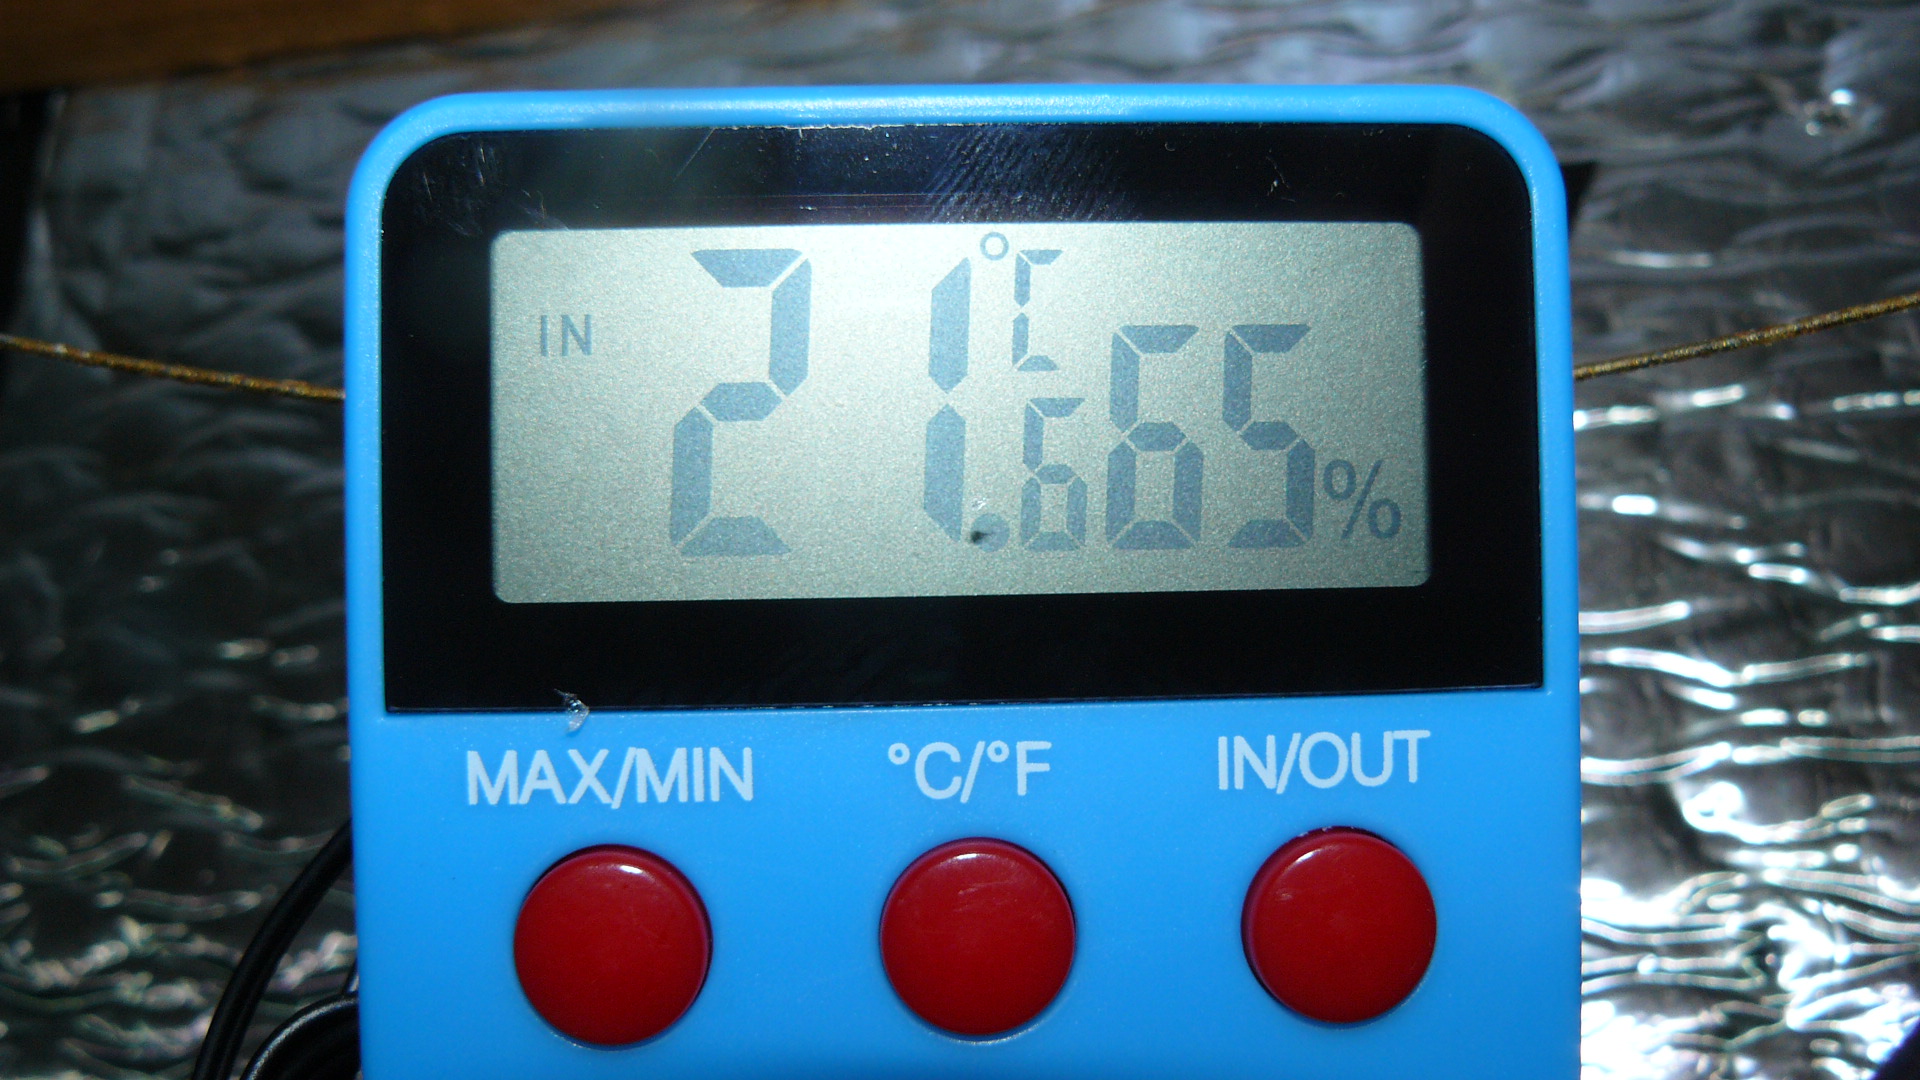 IN 21.6 °C 65%
MAX/MIN °C/°F IN/OUT